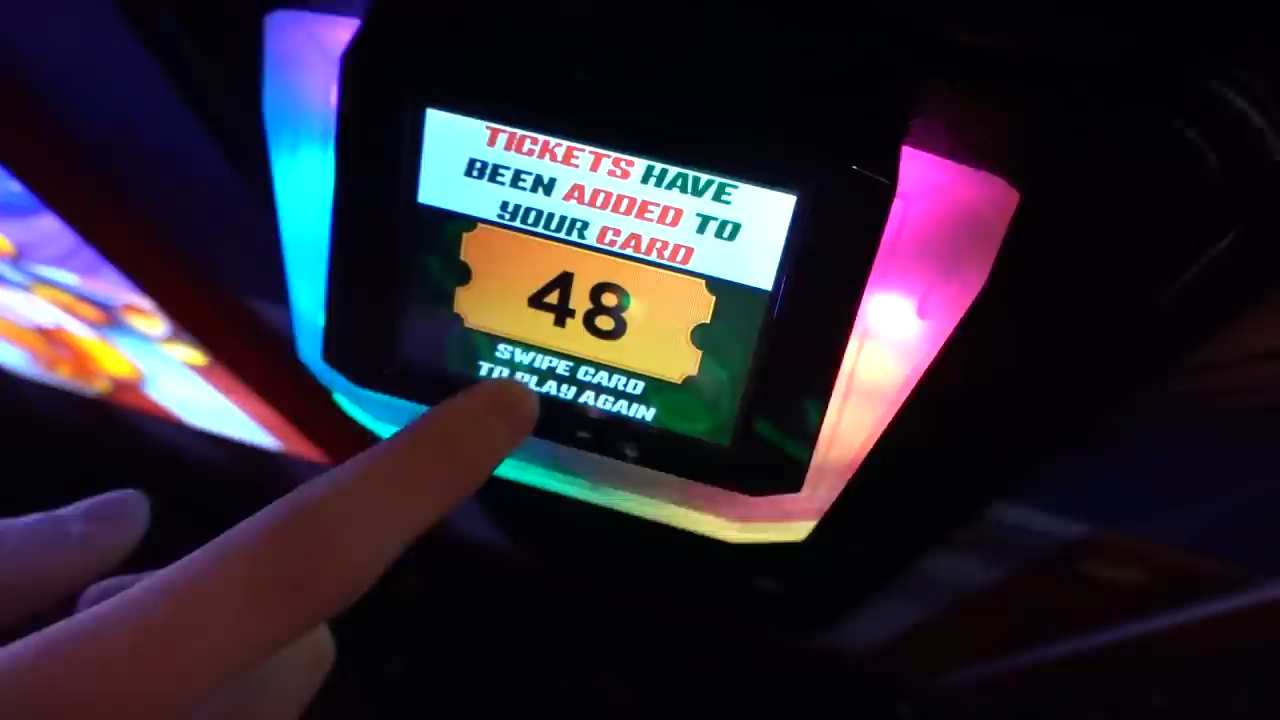 TICKETS HAVE
BEEN ADDED TO
YOUR CARD
48
SWIPE CARD
TO PLAY AGAIN